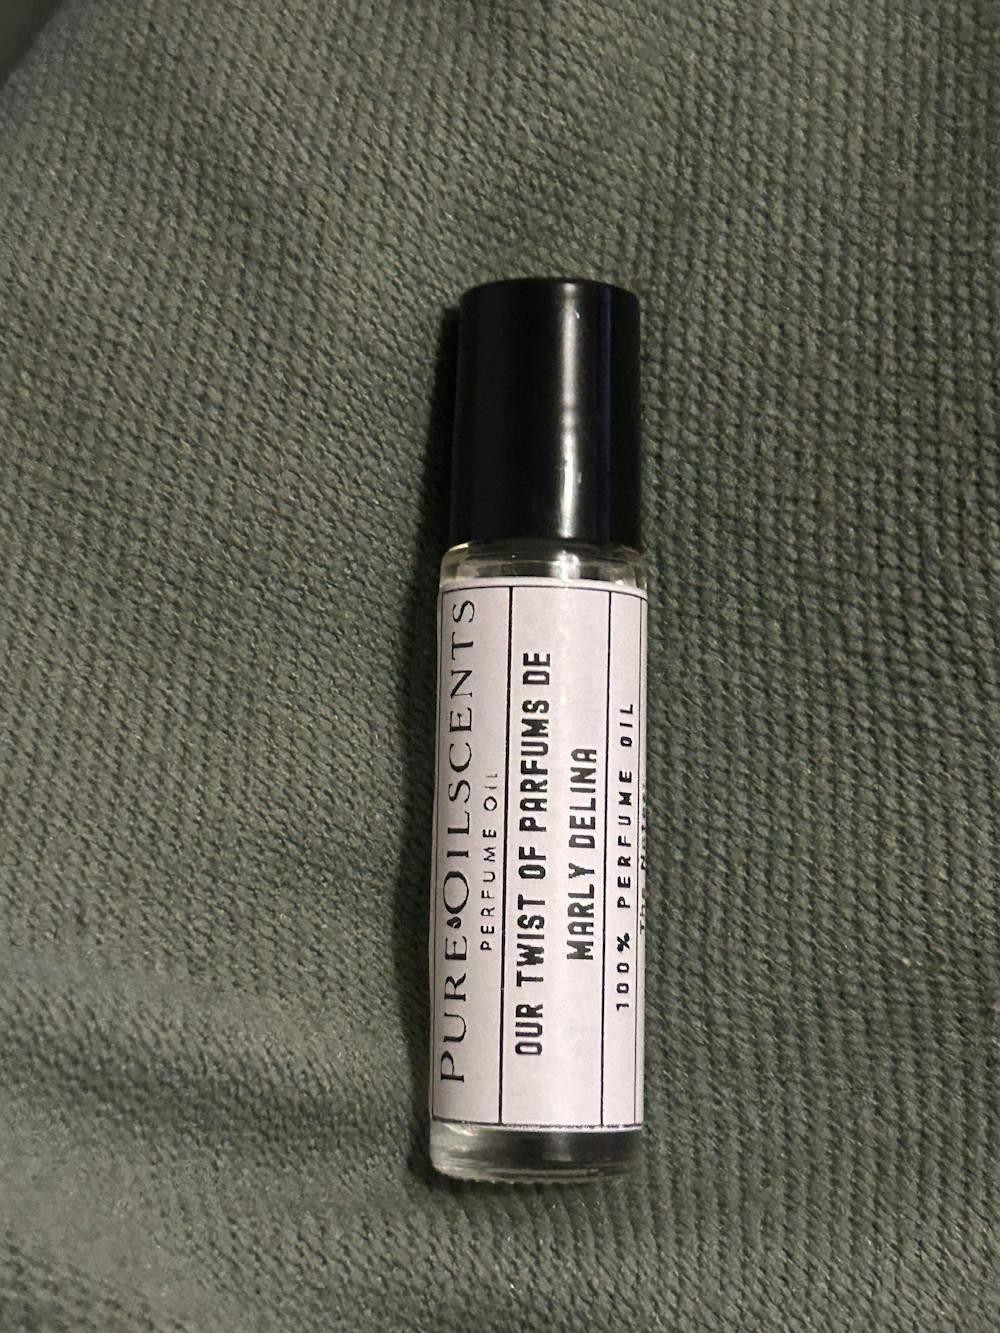 PURE OILSCENTS
PERFUME OIL
OUR TWIST OF PARFUMS DE
MARLY DELINA
100% PERFUME OIL